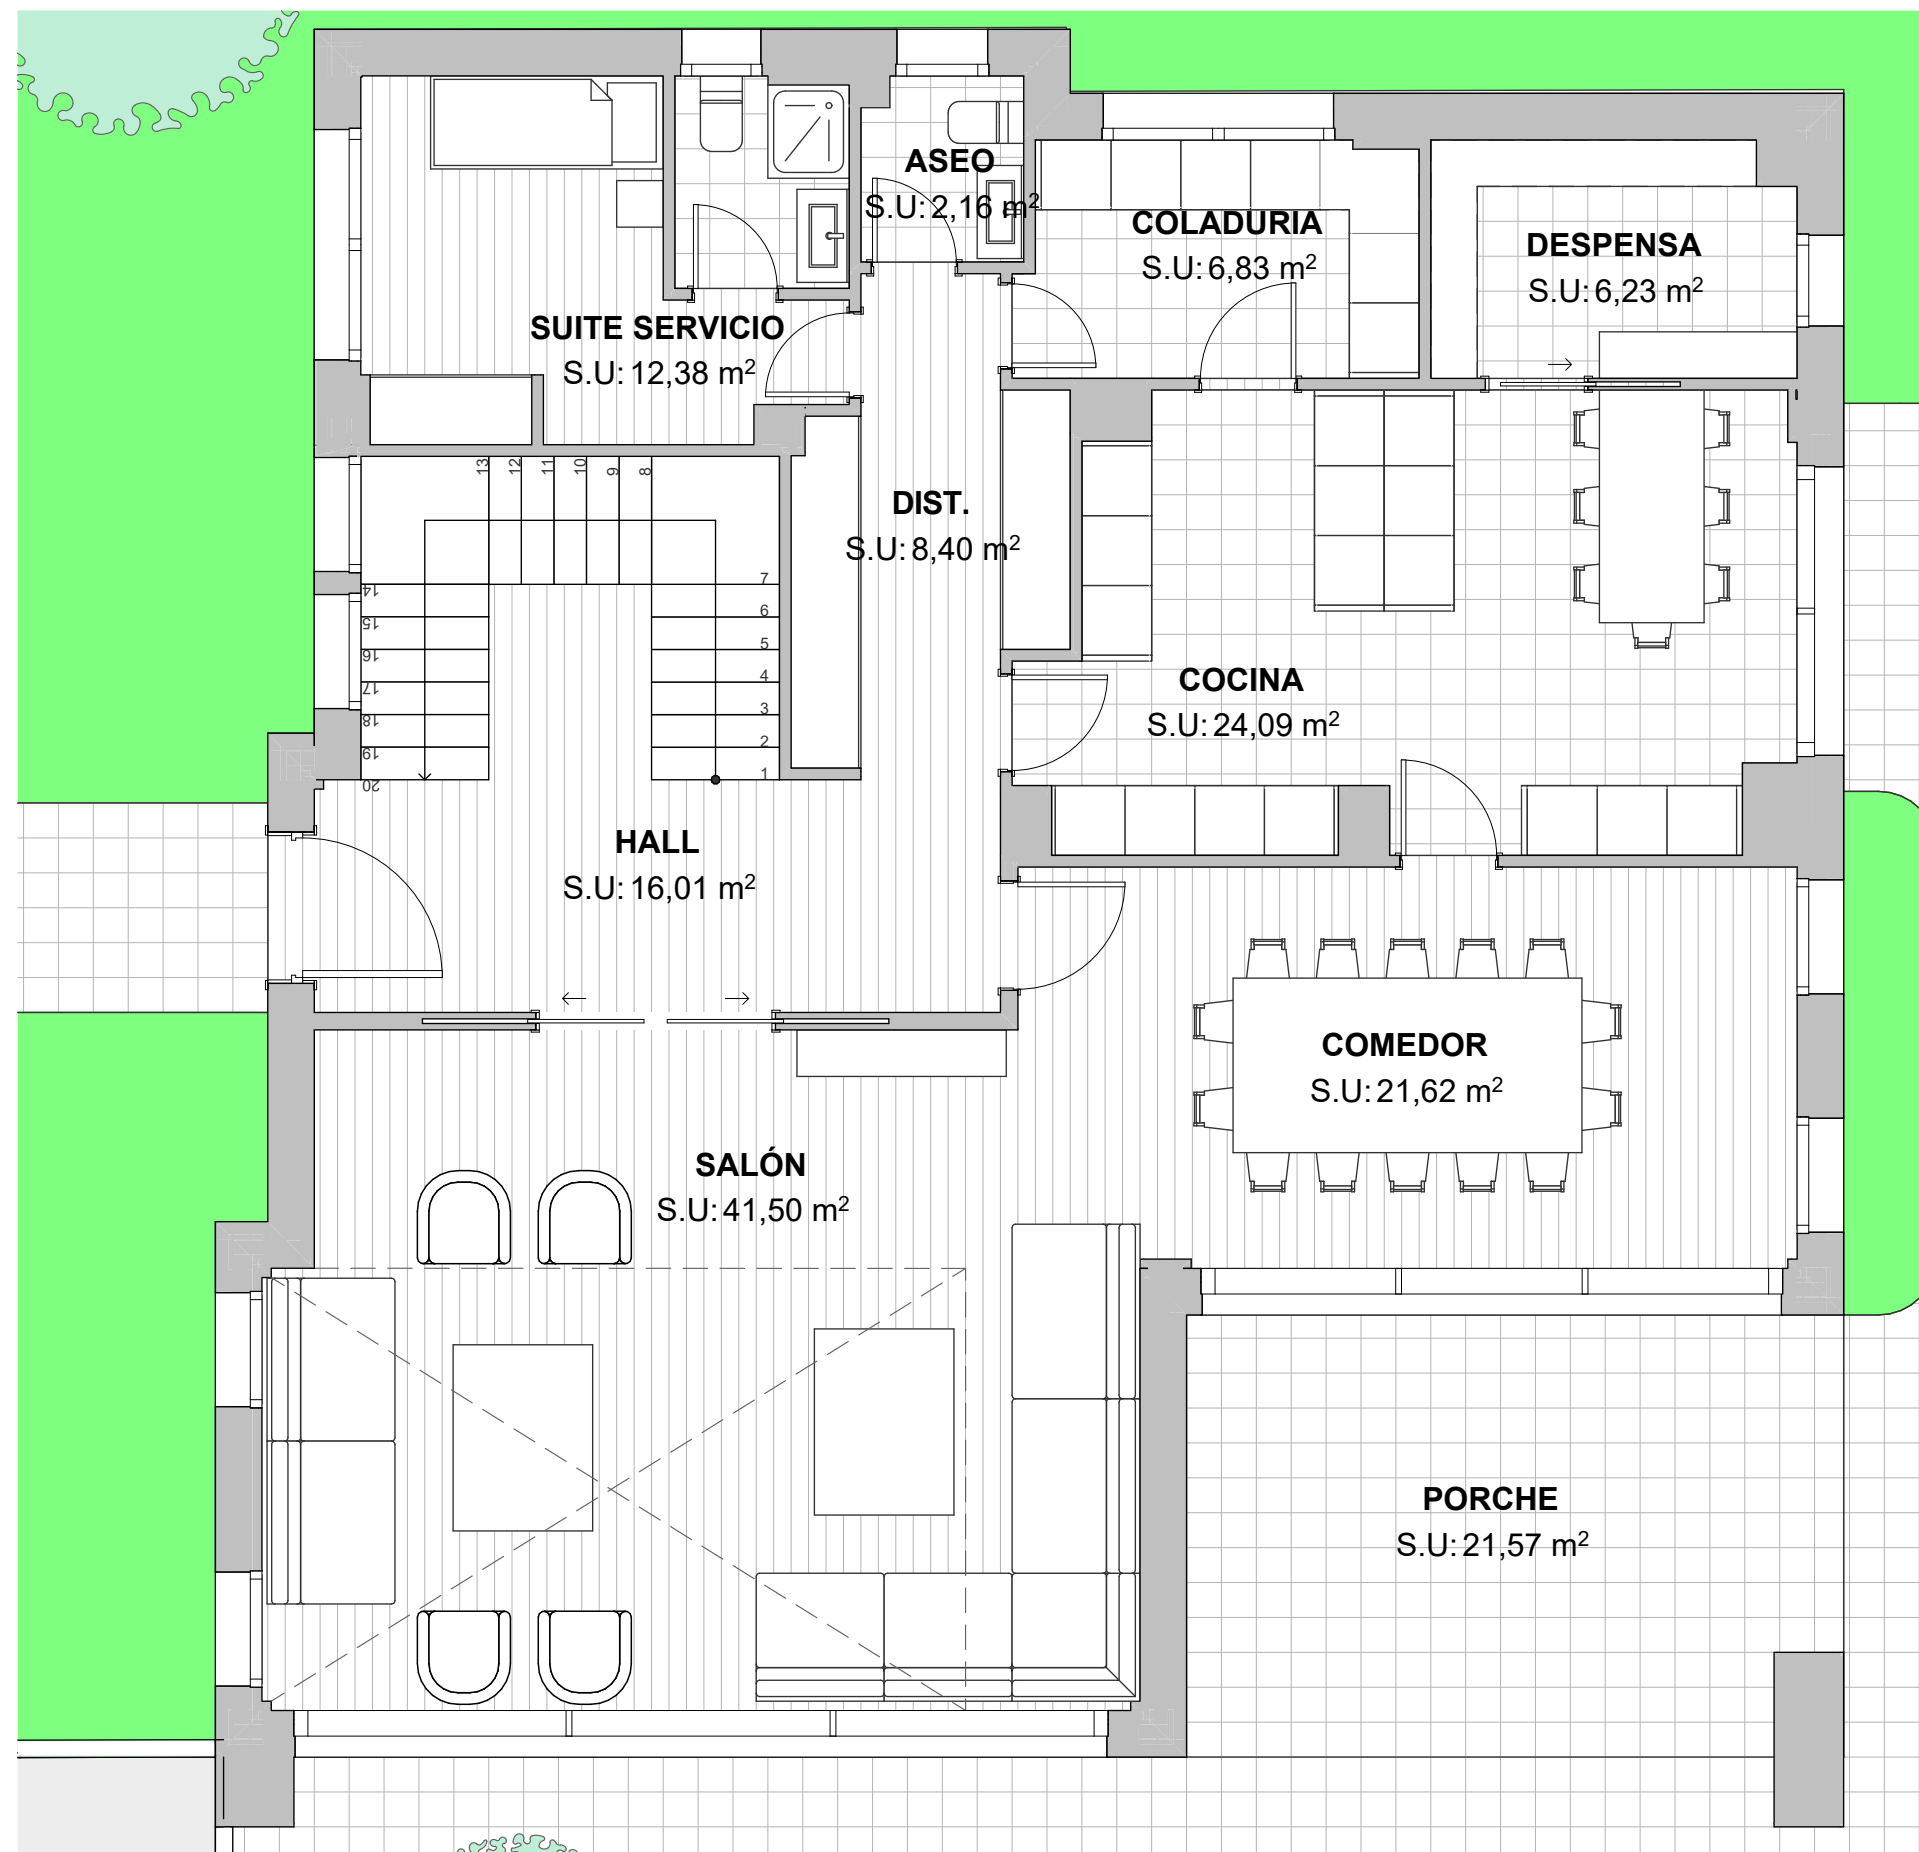 ASEO
S.U: 2,16 m²
COLADURIA
S.U: 6,83 m²
DESPENSA
S.U: 6,23 m²
SUITE SERVICIO
S.U: 12,38 m²
13 12 11 10 9 8
DIST.
S.U: 8,40 m²
7
6
5
4
3
2
1
14
15
16
17
18
19
20
COCINA
S.U: 24,09 m²
HALL
S.U: 16,01 m²
COMEDOR
S.U: 21,62 m²
SALÓN
S.U: 41,50 m²
PORCHE
S.U: 21,57 m²